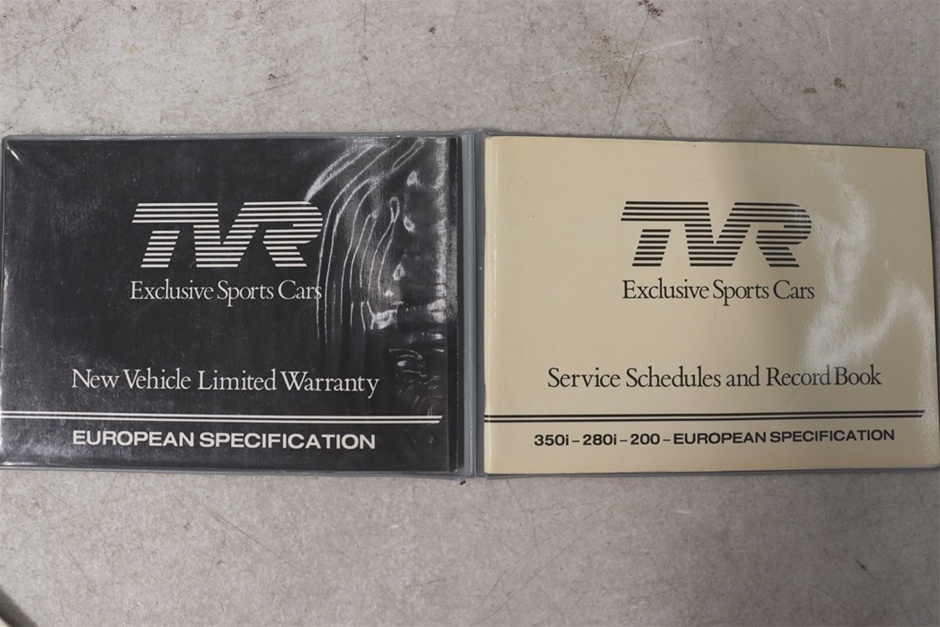 TVR
Exclusive Sports Cars
New Vehicle Limited Warranty
EUROPEAN SPECIFICATION
TVR
Exclusive Sports Cars
Service Schedules and Record Book
350i – 280i – 200 – EUROPEAN SPECIFICATION